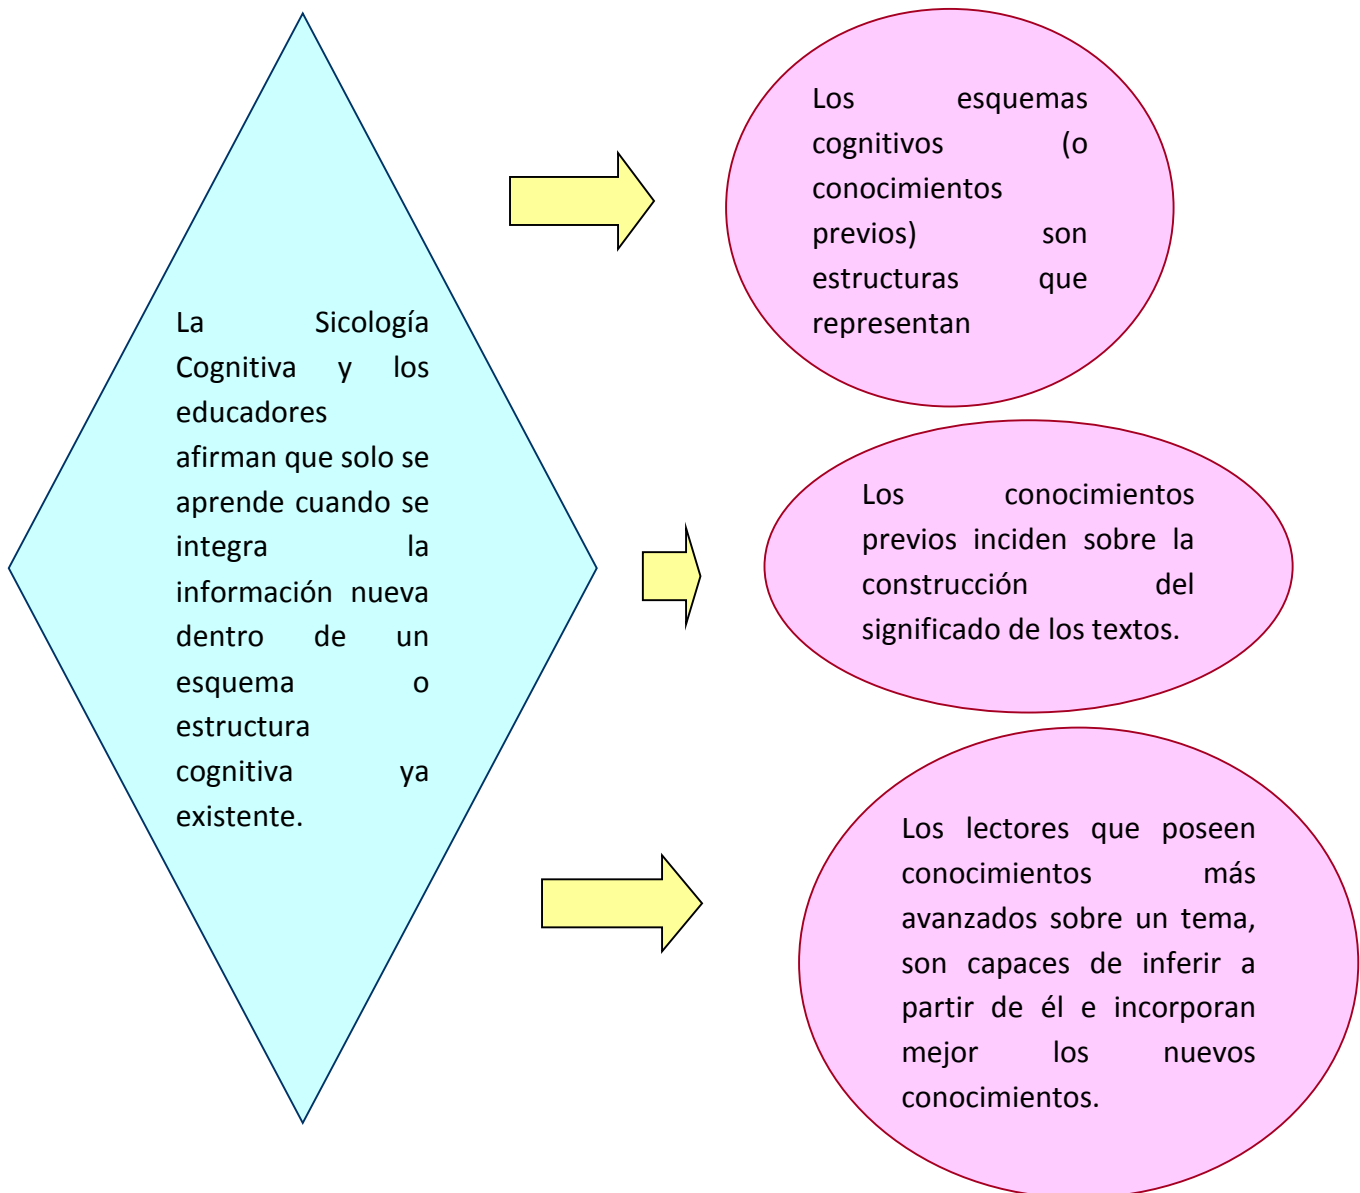 La Sicología
Cognitiva y los
educadores
afirman que solo se
aprende cuando se
integra la
información nueva
dentro de un
esquema o
estructura
cognitiva ya
existente.
Los esquemas
cognitivos (o
conocimientos
previos) son
estructuras que
representan
Los conocimientos
previos inciden sobre la
construcción del
significado de los textos.
Los lectores que poseen
conocimientos más
avanzados sobre un tema,
son capaces de inferir a
partir de él e incorporan
mejor los nuevos
conocimientos.